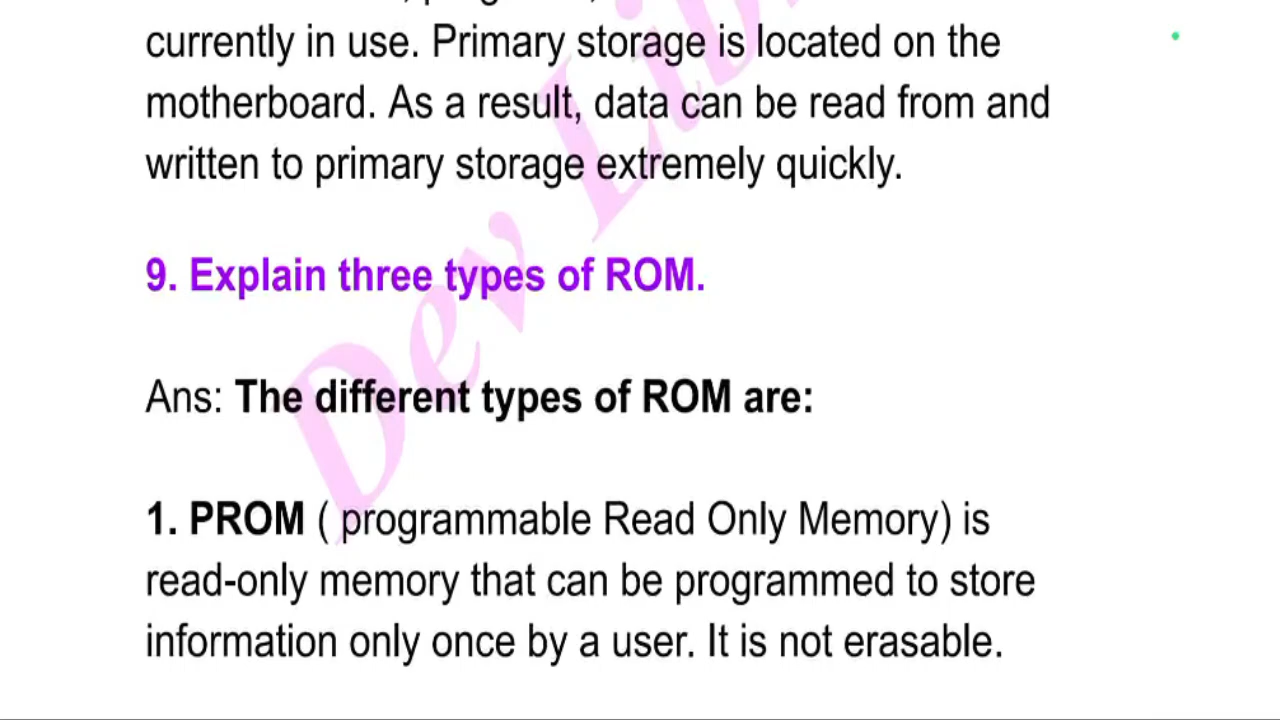 currently in use. Primary storage is located on the
motherboard. As a result, data can be read from and
written to primary storage extremely quickly.
9. Explain three types of ROM.
Ans: The different types of ROM are:
1. PROM ( programmable Read Only Memory) is
read-only memory that can be programmed to store
information only once by a user. It is not erasable.
Dev